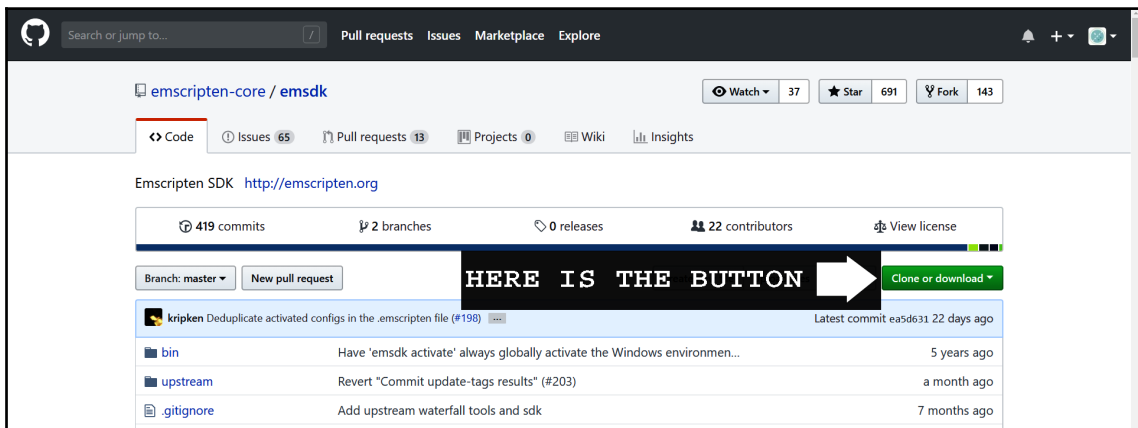 Search or jump to... / Pull requests Issues Marketplace Explore
emscripten-core / emsdk Watch 37 Star 691 Fork 143
Code Issues 65 Pull requests 13 Projects 0 Wiki Insights
Emscripten SDK http://emscripten.org
419 commits 2 branches 0 releases 22 contributors View license
Branch: master New pull request HERE IS THE BUTTON Clone or download
kripken Deduplicate activated configs in the .emscripten file (#198) ... Latest commit ea5d631 22 days ago
bin Have 'emsdk activate' always globally activate the Windows environmen... 5 years ago
upstream Revert "Commit update-tags results" (#203) a month ago
.gitignore Add upstream waterfall tools and sdk 7 months ago